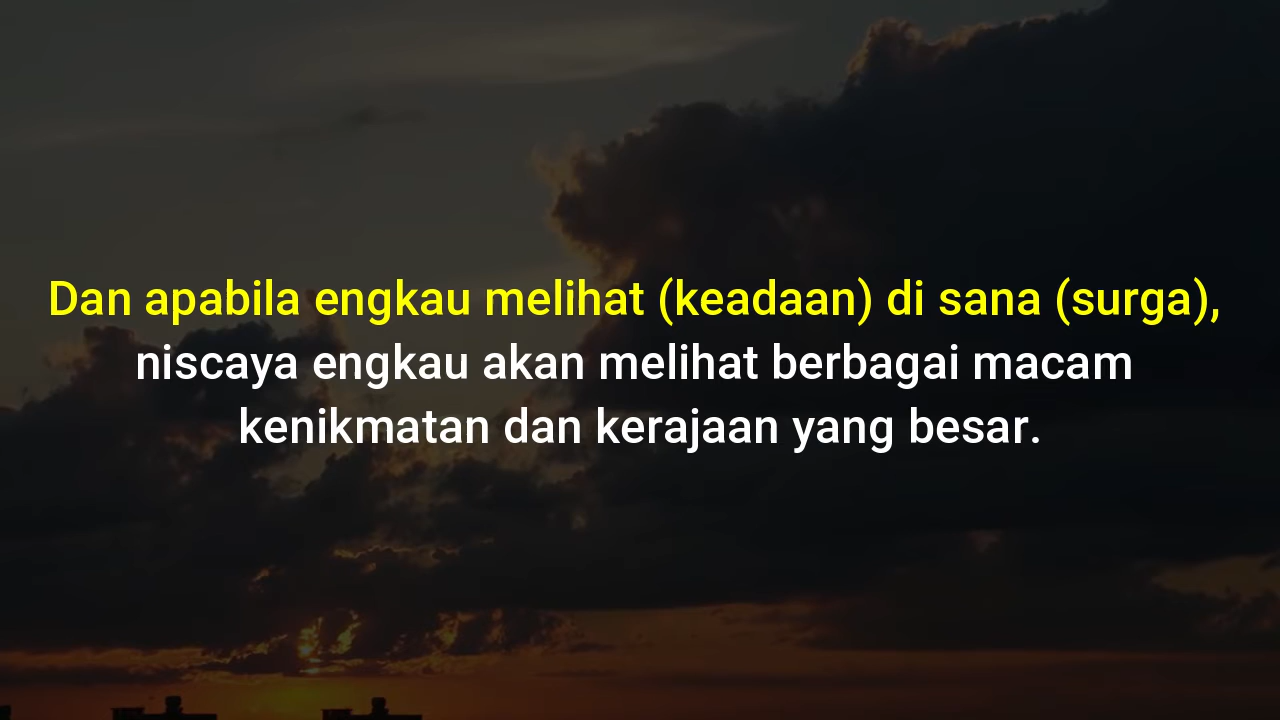 Dan apabila engkau melihat (keadaan) di sana (surga),
niscaya engkau akan melihat berbagai macam
kenikmatan dan kerajaan yang besar.